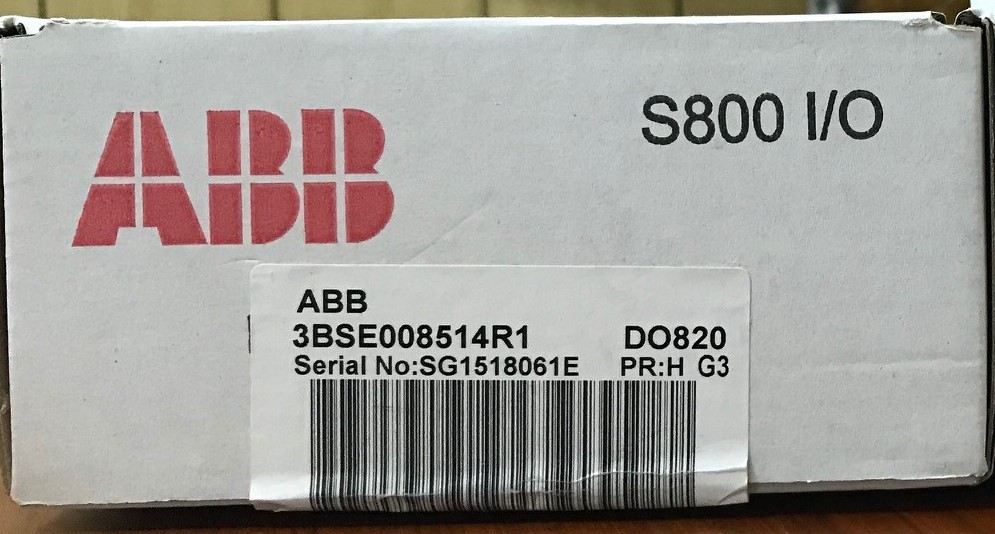 ABB
S800 I/O
ABB
3BSE008514R1 DO820
Serial No:SG1518061E PR:H G3